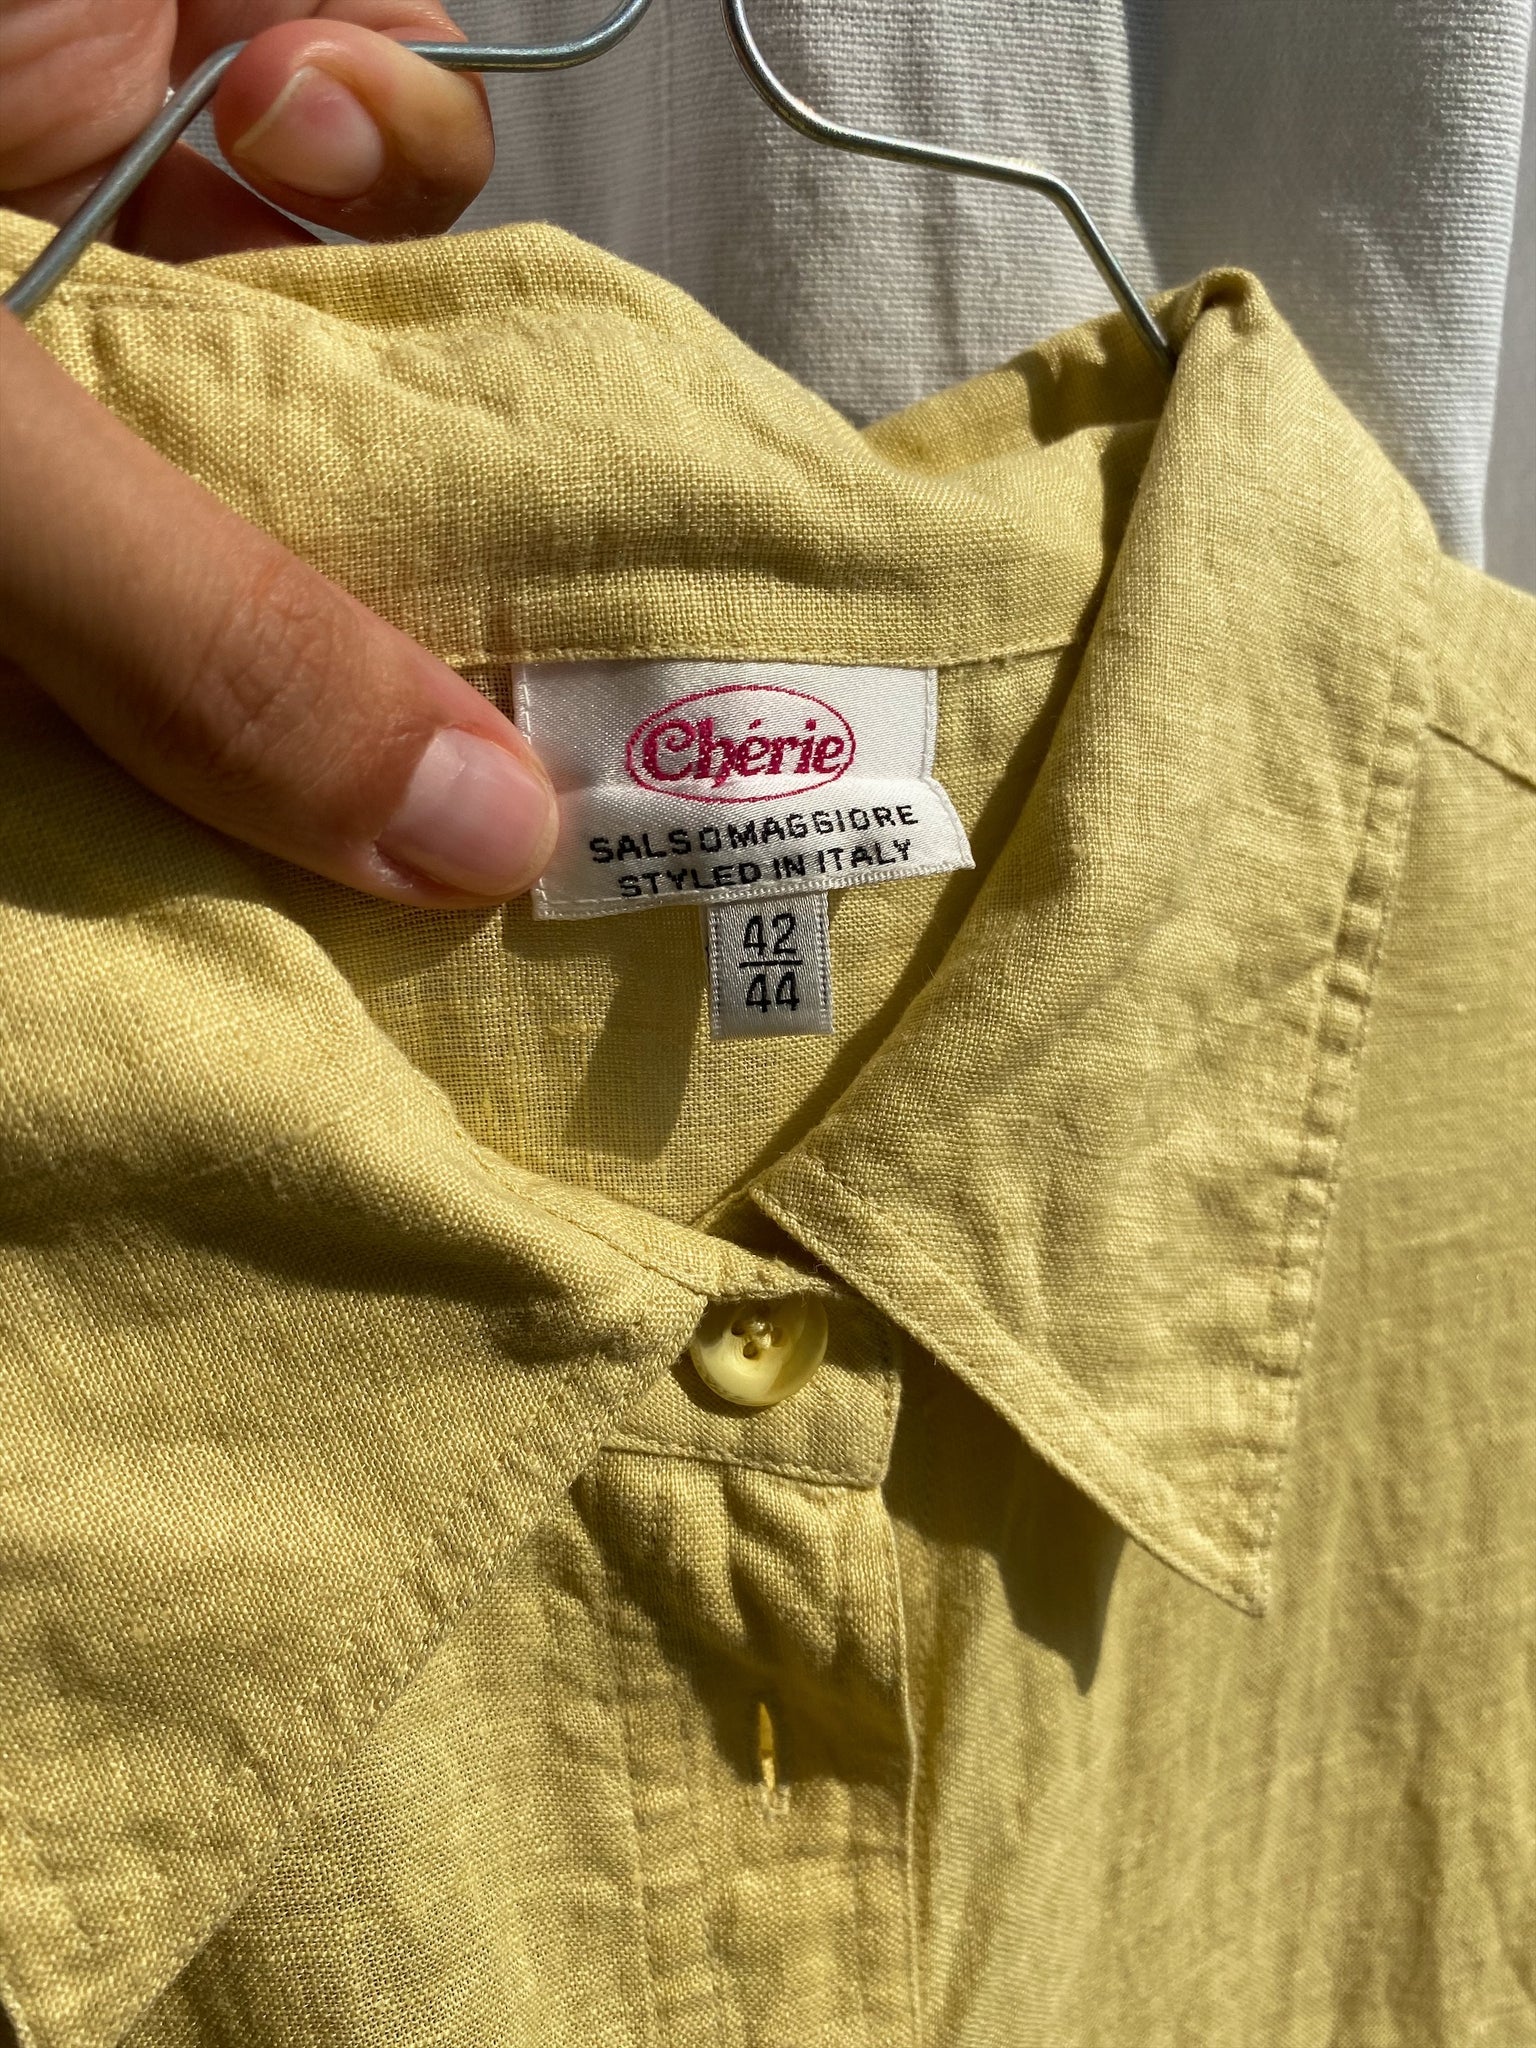 Chérie
SALSOMAGGIORE
STYLED IN ITALY
42
44